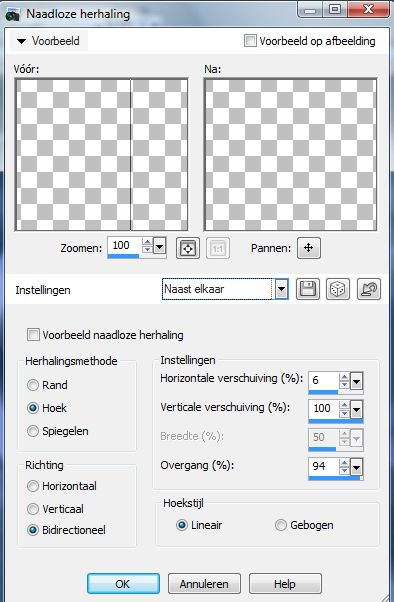 Naadloze herhaling
Voorbeeld
Voorbeeld op afbeelding
Vóór:
Na:
Zoomen: 100
1:1
Pannen:
Instellingen
Naast elkaar
Voorbeeld naadloze herhaling
Herhalingsmethode
Rand
Hoek
Spiegelen
Richting
Horizontaal
Verticaal
Bidirectioneel
Instellingen
Horizontale verschuiving (%): 6
Verticale verschuiving (%): 100
Breedte (%): 50
Overgang (%): 94
Hoekstijl
Lineair
Gebogen
OK
Annuleren
Help